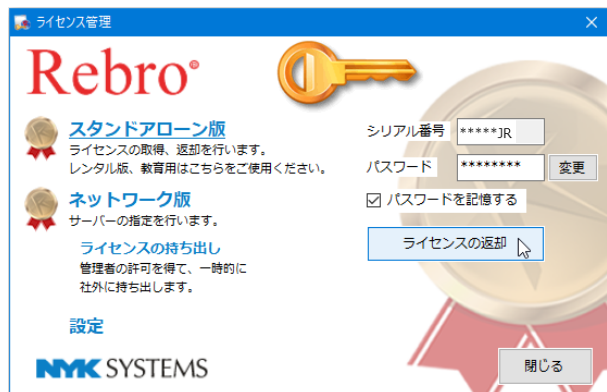 ライセンス管理
Rebro
スタンドアローン版
ライセンスの取得、返却を行います。
レンタル版、教育用はこちらをご使用ください。
ネットワーク版
サーバーの指定を行います。
ライセンスの持ち出し
管理者の許可を得て、一時的に
社外に持ち出します。
設定
NYK SYSTEMS
シリアル番号 *****JR
パスワード ******** 変更
パスワードを記憶する
ライセンスの返却
閉じる